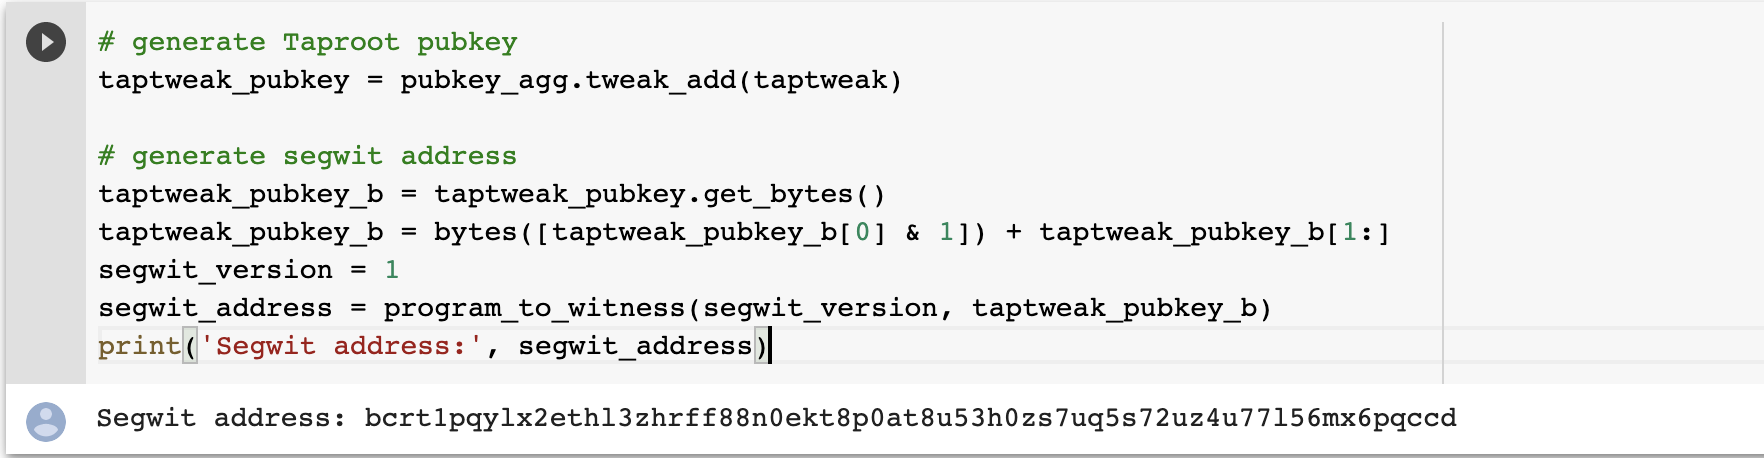 # generate Taproot pubkey
taptweak_pubkey = pubkey_agg.tweak_add(taptweak)
# generate segwit address
taptweak_pubkey_b = taptweak_pubkey.get_bytes()
taptweak_pubkey_b = bytes([taptweak_pubkey_b[0] & 1]) + taptweak_pubkey_b[1:]
segwit_version = 1
segwit_address = program_to_witness(segwit_version, taptweak_pubkey_b)
print('Segwit address:', segwit_address)
Segwit address: bcrt1pqylx2ethl3zhrff88n0ekt8p0at8u53h0zs7uq5s72uz4u77l56mx6pqccd